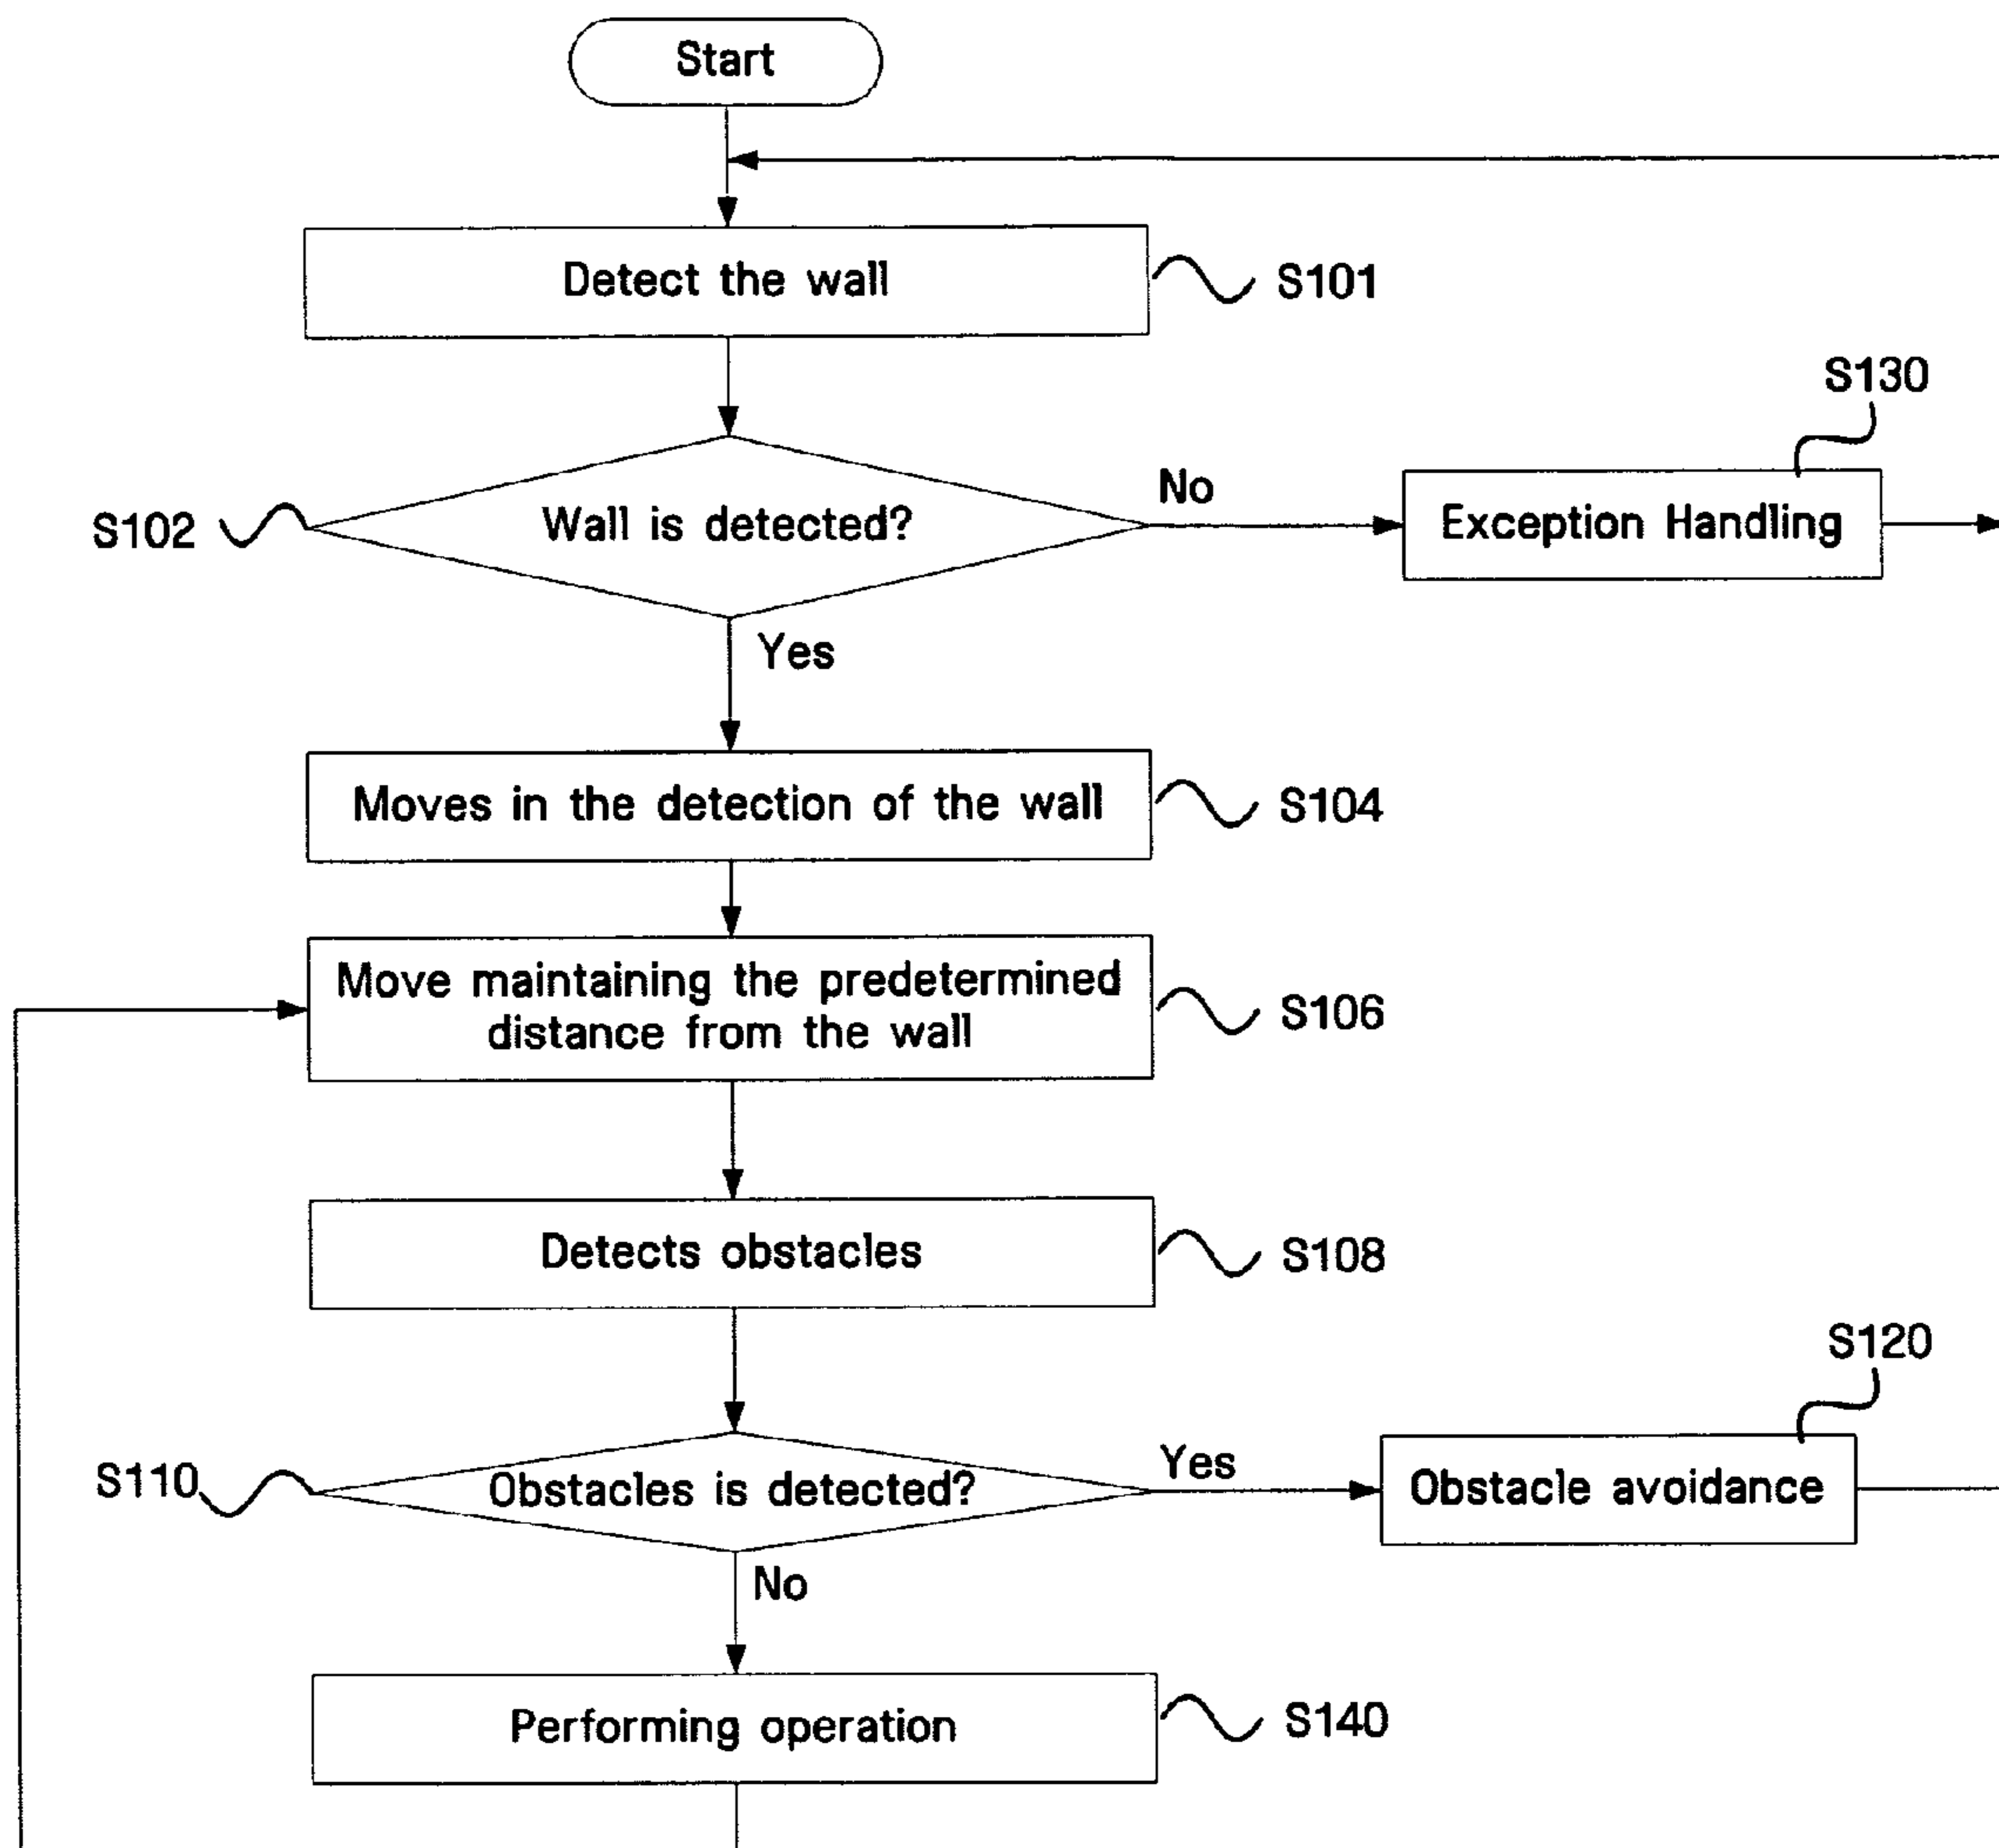 Start
Detect the wall
S101
S130
S102
Wall is detected?
No
Exception Handling
Yes
Moves in the detection of the wall
S104
Move maintaining the predetermined
distance from the wall
S106
Detects obstacles
S108
S120
S110
Obstacles is detected?
Yes
Obstacle avoidance
No
Performing operation
S140